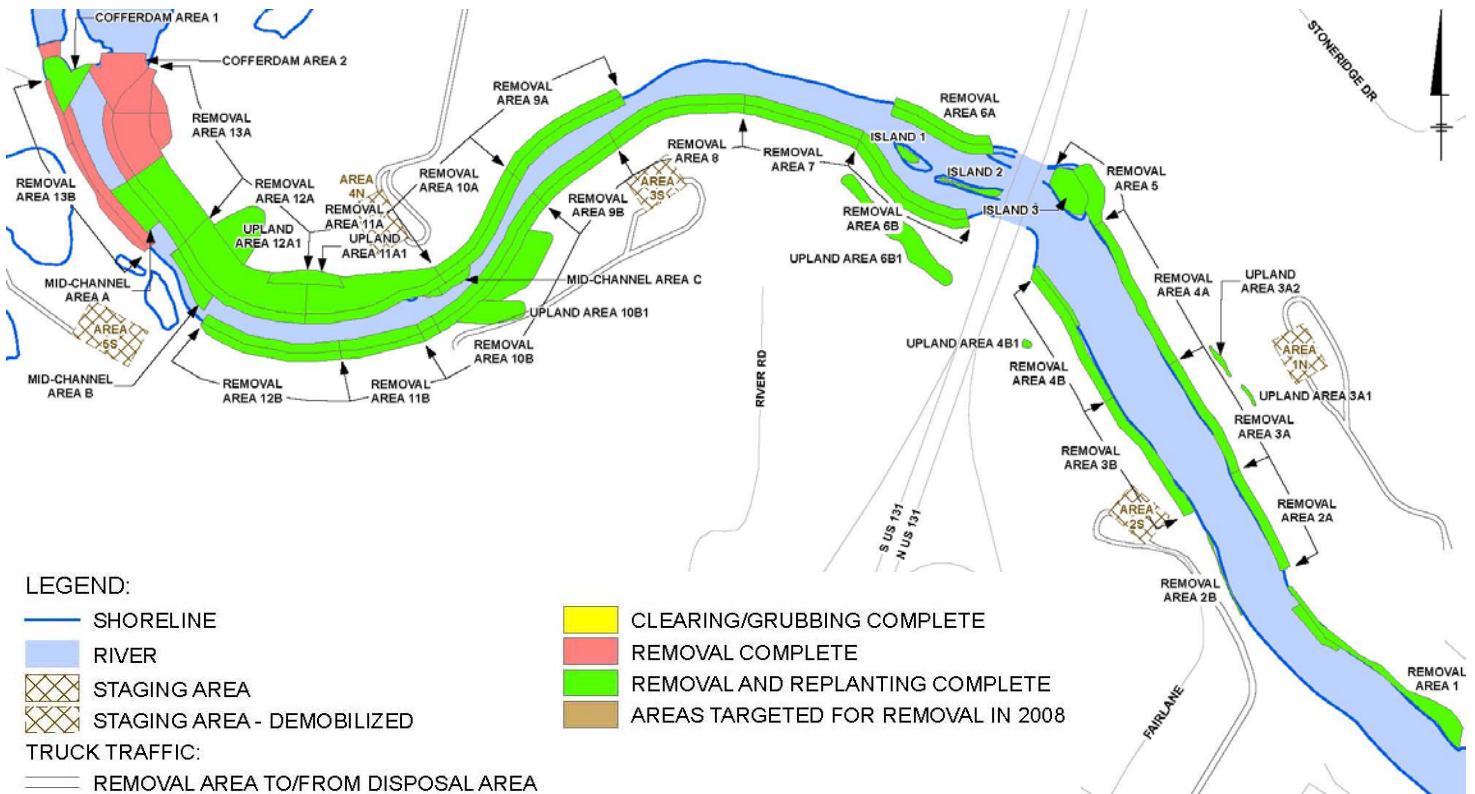 COFFERDAM AREA 1
COFFERDAM AREA 2
REMOVAL
AREA 13A
REMOVAL
AREA 9A
REMOVAL
AREA 13B
REMOVAL
AREA 12A
AREA
4N
REMOVAL
AREA 10A
REMOVAL
AREA 11A
UPLAND
AREA 12A1
UPLAND
AREA 11A1
MID-CHANNEL
AREA A
AREA
5S
MID-CHANNEL
AREA B
REMOVAL
AREA 12B
REMOVAL
AREA 11B
REMOVAL
AREA 10B
UPLAND AREA 10B1
MID-CHANNEL AREA C
REMOVAL
AREA 9B
AREA
3S
REMOVAL
AREA 8
REMOVAL
AREA 7
REMOVAL
AREA 6A
ISLAND 1
ISLAND 2
ISLAND 3
REMOVAL
AREA 6B
UPLAND AREA 6B1
REMOVAL
AREA 5
STONERIDGE DR
REMOVAL
AREA 4A
UPLAND
AREA 3A2
AREA
1N
UPLAND AREA 3A1
UPLAND AREA 4B1
REMOVAL
AREA 4B
REMOVAL
AREA 3A
REMOVAL
AREA 3B
AREA
2S
REMOVAL
AREA 2A
REMOVAL
AREA 2B
REMOVAL
AREA 1
RIVER RD
S US 131
N US 131
FAIRLANE
LEGEND:
SHORELINE
RIVER
STAGING AREA
STAGING AREA - DEMOBILIZED
TRUCK TRAFFIC:
REMOVAL AREA TO/FROM DISPOSAL AREA
CLEARING/GRUBBING COMPLETE
REMOVAL COMPLETE
REMOVAL AND REPLANTING COMPLETE
AREAS TARGETED FOR REMOVAL IN 2008